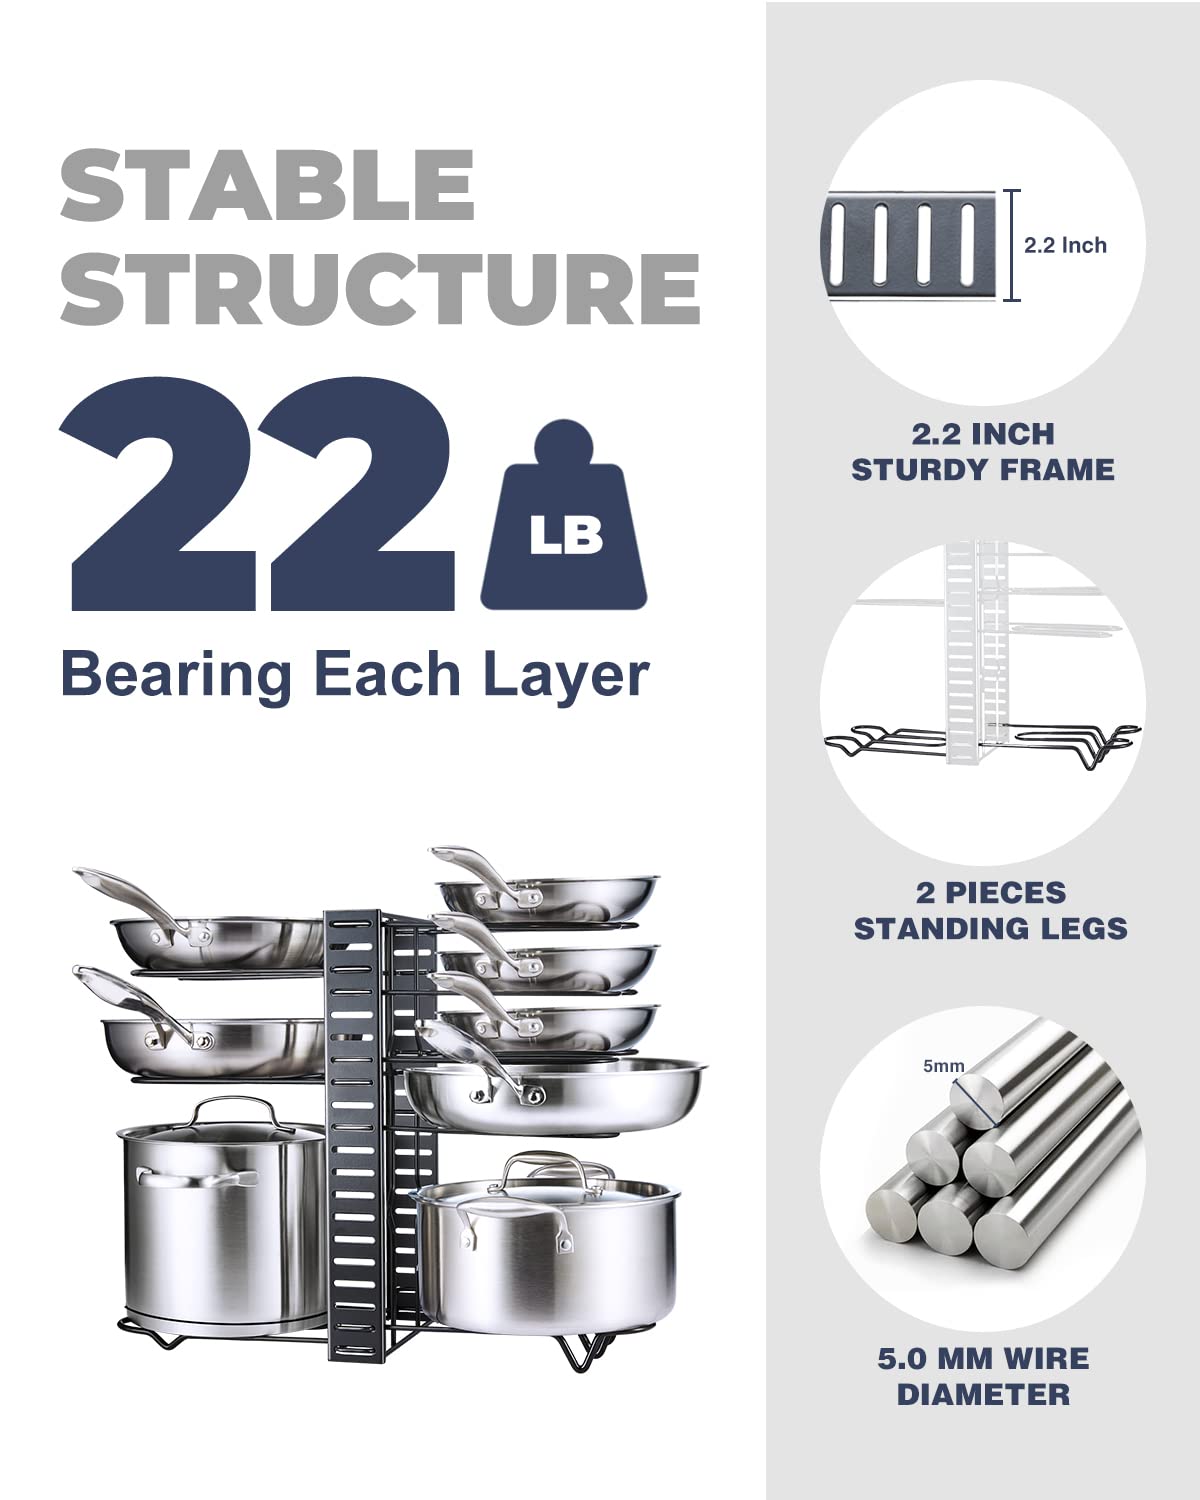 STABLE
STRUCTURE
22
LB
Bearing Each Layer
2.2 Inch
2.2 INCH
STURDY FRAME
2 PIECES
STANDING LEGS
5mm
5.0 MM WIRE
DIAMETER